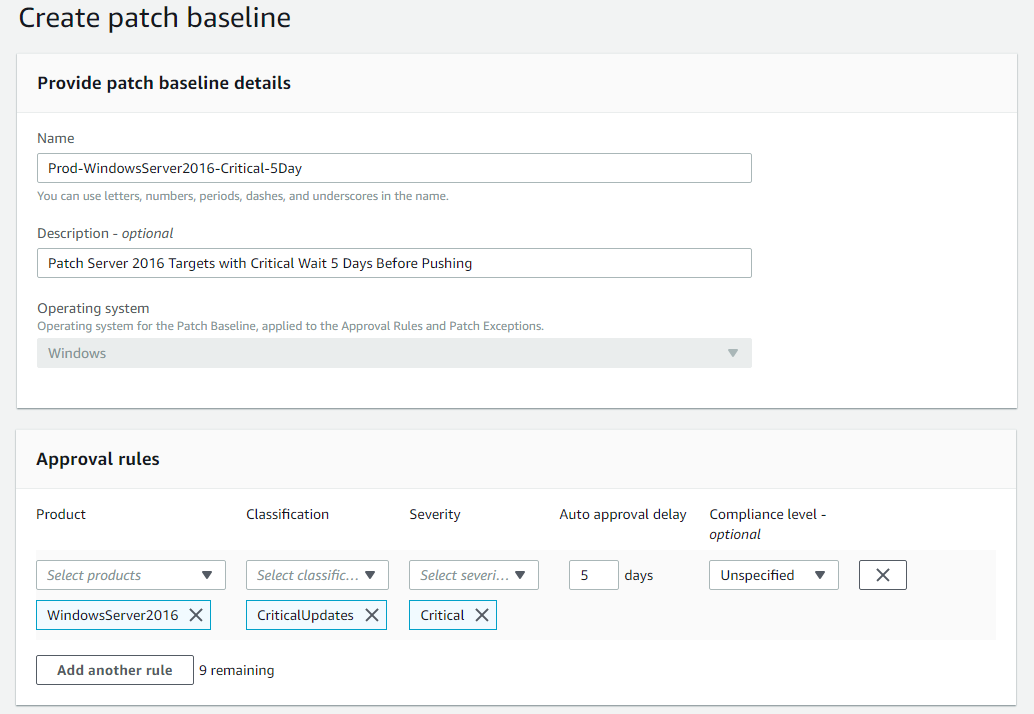 Create patch baseline
Provide patch baseline details
Name
Prod-WindowsServer2016-Critical-5Day
You can use letters, numbers, periods, dashes, and underscores in the name.
Description - optional
Patch Server 2016 Targets with Critical Wait 5 Days Before Pushing
Operating system
Operating system for the Patch Baseline, applied to the Approval Rules and Patch Exceptions.
Windows
Approval rules
Product Classification Severity Auto approval delay Compliance level - optional
Select products Select classific... Select severi... 5 days Unspecified
WindowsServer2016 CriticalUpdates Critical
Add another rule 9 remaining